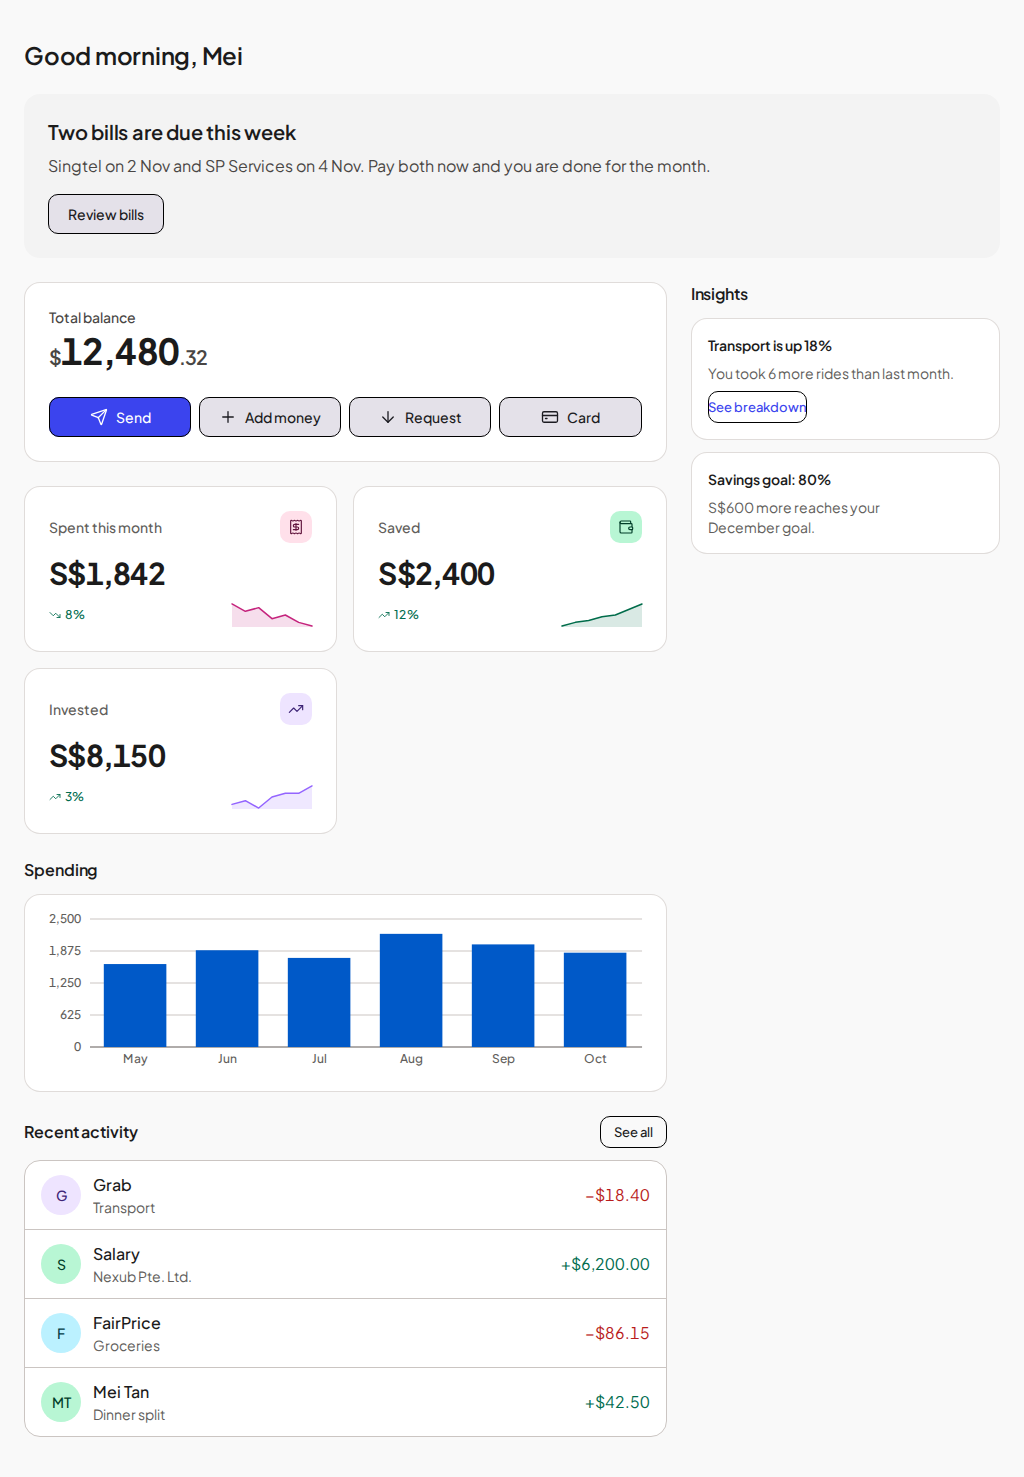 Good morning, Mei
Two bills are due this week
Singtel on 2 Nov and SP Services on 4 Nov. Pay both now and you are done for the month.
Review bills
Total balance
$12,480.32
Send
Add money
Request
Card
Spent this month
S$1,842
8%
Saved
S$2,400
12%
Invested
S$8,150
3%
Spending
2,500
1,875
1,250
625
0
May
Jun
Jul
Aug
Sep
Oct
Recent activity
See all
G
Grab
Transport
−$18.40
S
Salary
Nexub Pte. Ltd.
+$6,200.00
F
FairPrice
Groceries
−$86.15
MT
Mei Tan
Dinner split
+$42.50
Insights
Transport is up 18%
You took 6 more rides than last month.
See breakdown
Savings goal: 80%
S$600 more reaches your
December goal.